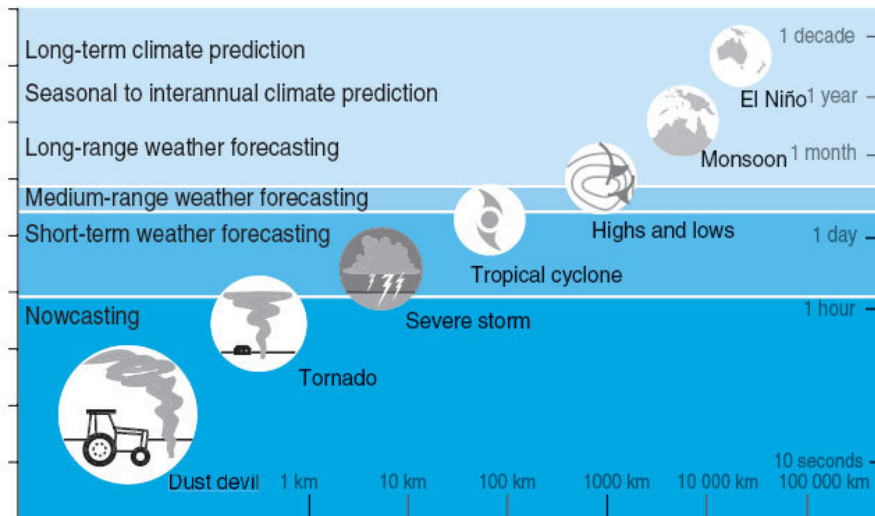 Long-term climate prediction
1 decade
Seasonal to interannual climate prediction
El Niño
1 year
Long-range weather forecasting
Monsoon
1 month
Medium-range weather forecasting
Highs and lows
Short-term weather forecasting
1 day
Tropical cyclone
Nowcasting
Severe storm
1 hour
Tornado
10 seconds
Dust devil
1 km
10 km
100 km
1000 km
10 000 km
100 000 km